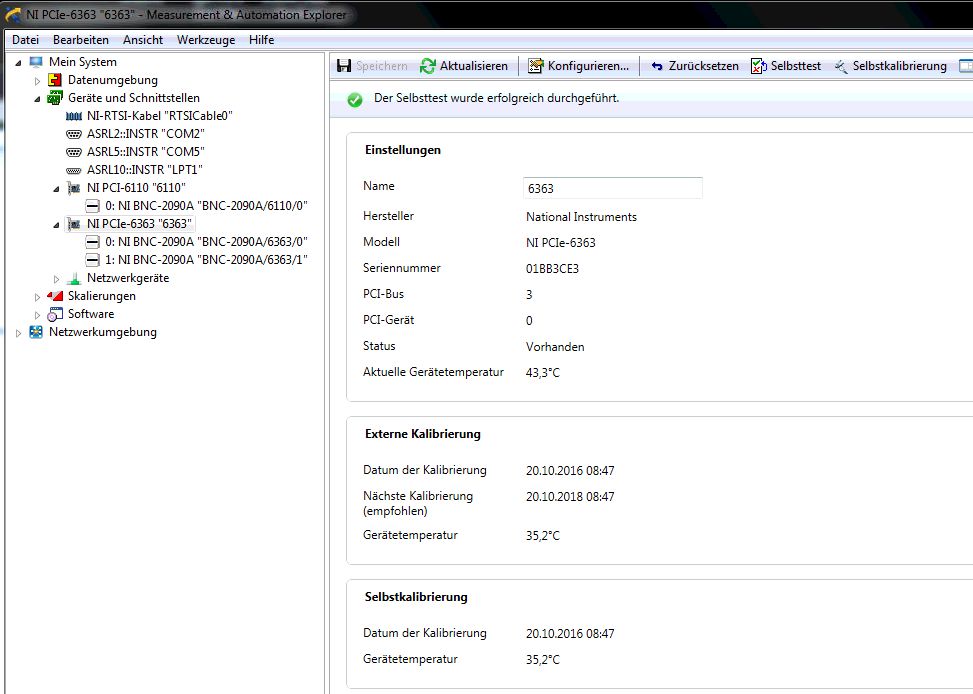 NI PCIe-6363 "6363" - Measurement & Automation Explorer
Datei Bearbeiten Ansicht Werkzeuge Hilfe
Mein System
Datenumgebung
Geräte und Schnittstellen
NI-RTSI-Kabel "RTSICable0"
ASRL2::INSTR "COM2"
ASRL5::INSTR "COM5"
ASRL10::INSTR "LPT1"
NI PCI-6110 "6110"
0: NI BNC-2090A "BNC-2090A/6110/0"
NI PCIe-6363 "6363"
0: NI BNC-2090A "BNC-2090A/6363/0"
1: NI BNC-2090A "BNC-2090A/6363/1"
Netzwerkgeräte
Skalierungen
Software
Netzwerkumgebung
Speichern Aktualisieren Konfigurieren... Zurücksetzen Selbsttest Selbstkalibrierung
Der Selbsttest wurde erfolgreich durchgeführt.
Einstellungen
Name 6363
Hersteller National Instruments
Modell NI PCIe-6363
Seriennummer 01BB3CE3
PCI-Bus 3
PCI-Gerät 0
Status Vorhanden
Aktuelle Gerätetemperatur 43,3°C
Externe Kalibrierung
Datum der Kalibrierung 20.10.2016 08:47
Nächste Kalibrierung 20.10.2018 08:47
(empfohlen)
Gerätetemperatur 35,2°C
Selbstkalibrierung
Datum der Kalibrierung 20.10.2016 08:47
Gerätetemperatur 35,2°C